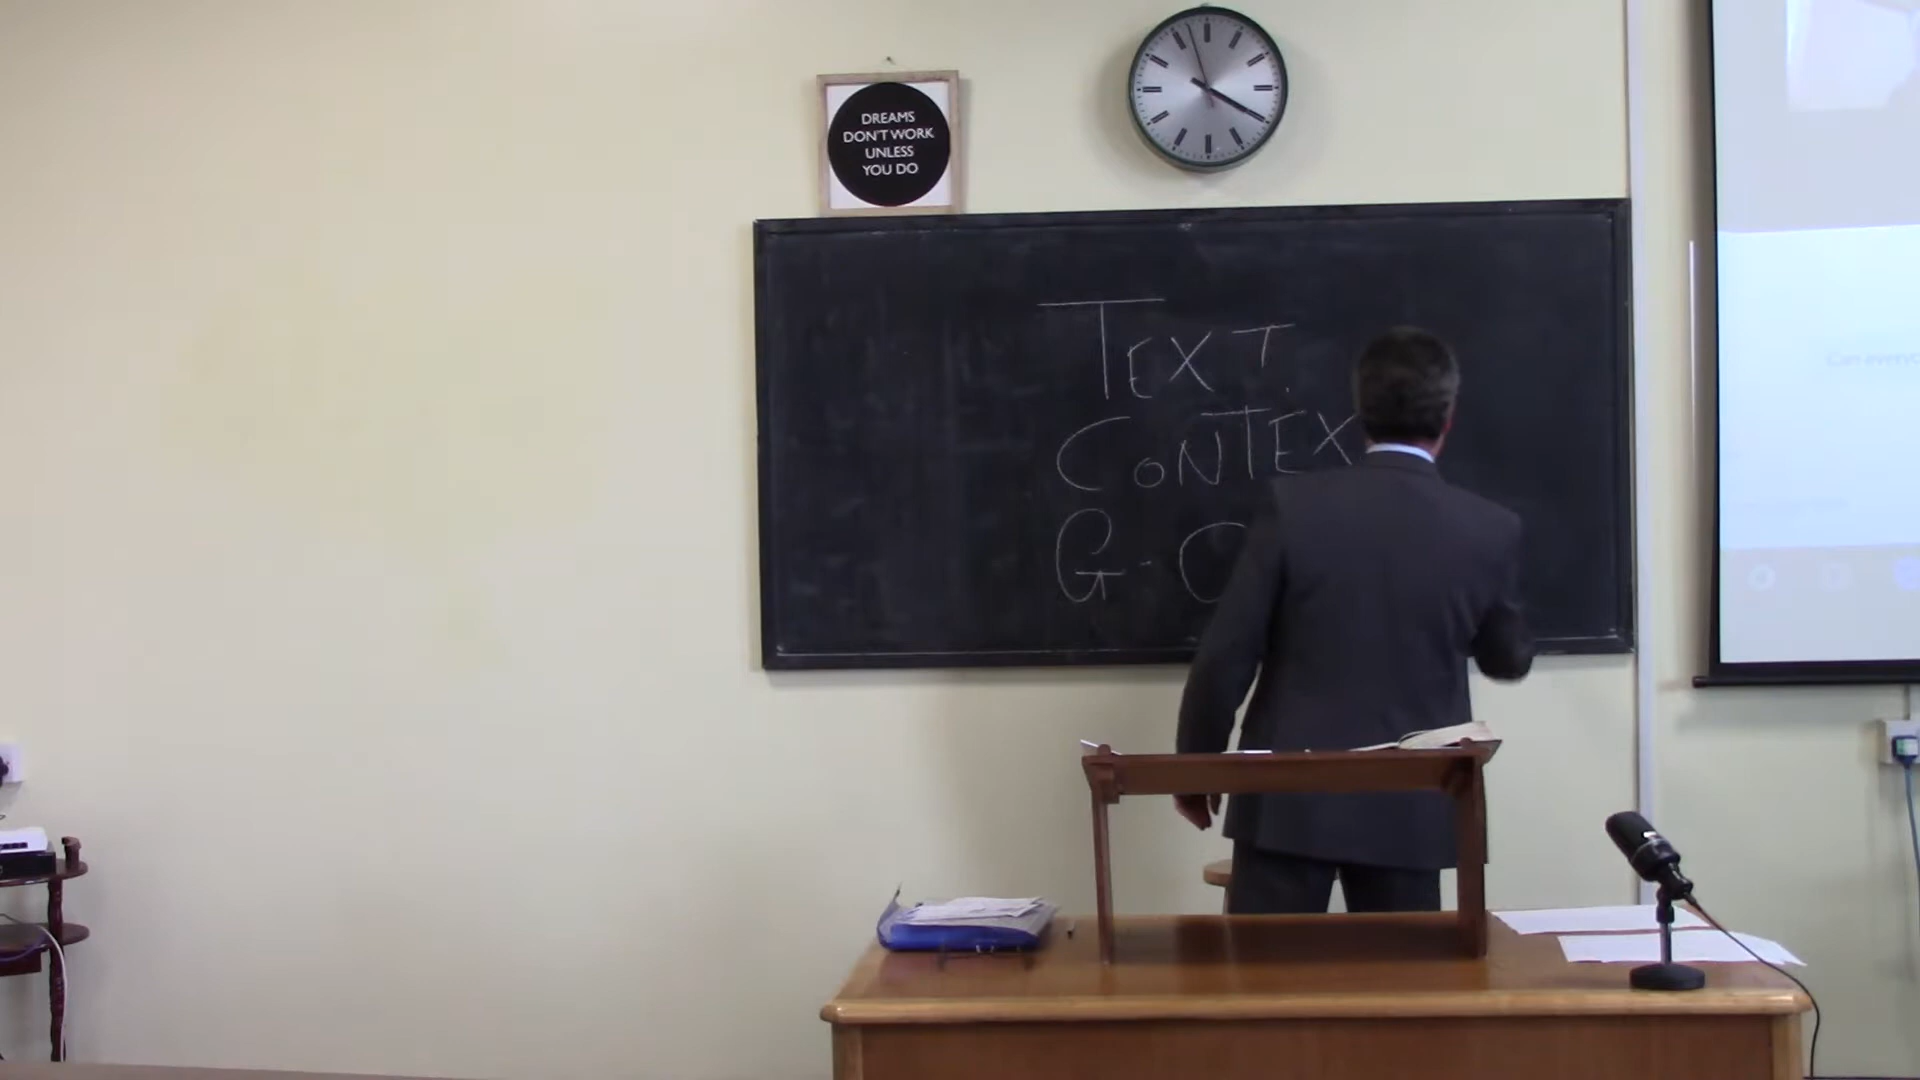 DREAMS
DON'T WORK
UNLESS
YOU DO
TEXT.
CONTEX
G-C